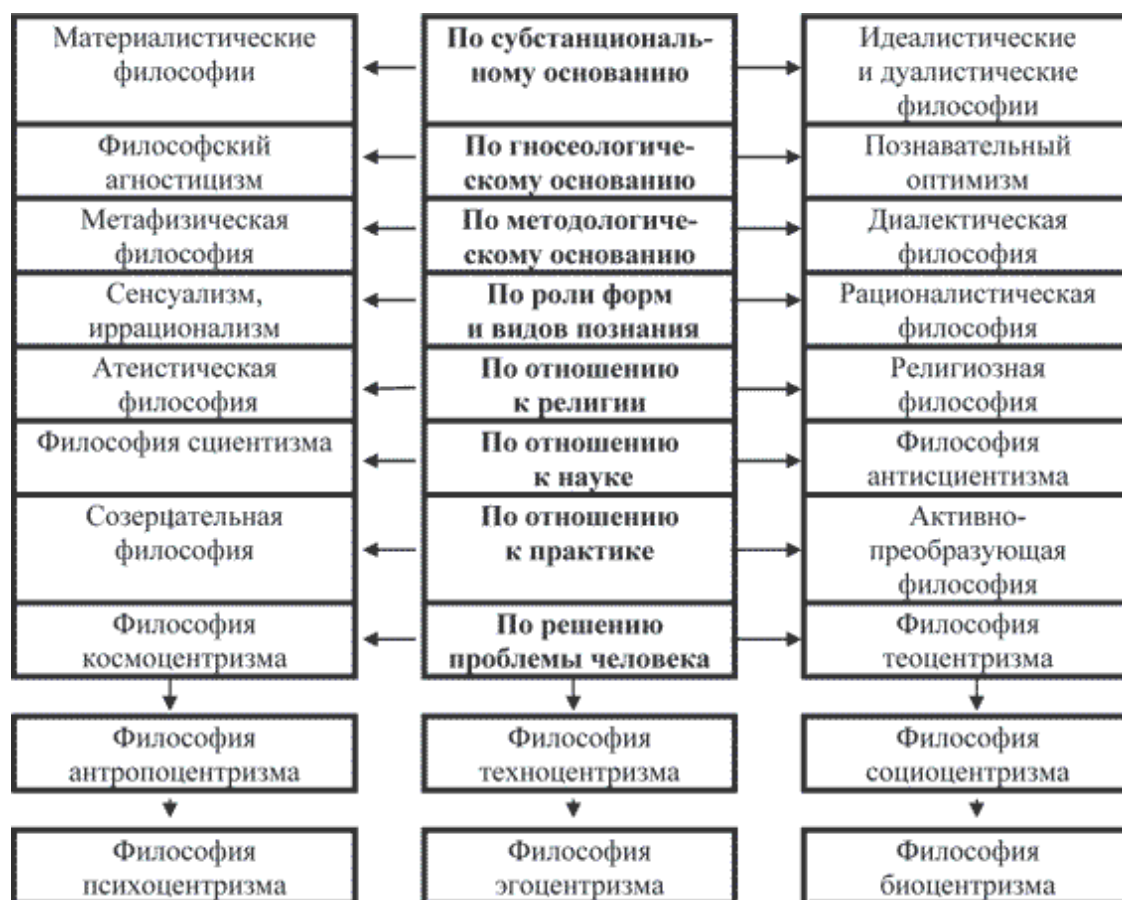 Материалистические
философии
По субстанциональ-
ному основанию
Идеалистические
и дуалистические
философии
Философский
агностицизм
По гносеологиче-
скому основанию
Познавательный
оптимизм
Метафизическая
философия
По методологиче-
скому основанию
Диалектическая
философия
Сенсуализм,
иррационализм
По роли форм
и видов познания
Рационалистическая
философия
Атеистическая
философия
По отношению
к религии
Религиозная
философия
Философия сциентизма
По отношению
к науке
Философия
антисциентизма
Созерцательная
философия
По отношению
к практике
Активно-
преобразующая
философия
Философия
космоцентризма
По решению
проблемы человека
Философия
теоцентризма
Философия
антропоцентризма
Философия
техноцентризма
Философия
социоцентризма
Философия
психоцентризма
Философия
эгоцентризма
Философия
биоцентризма